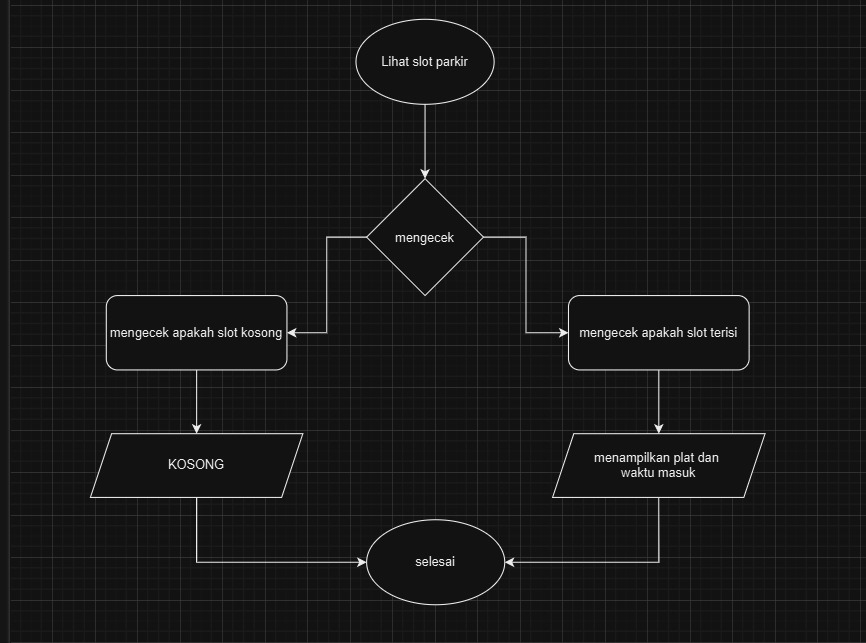 Lihat slot parkir
mengecek
mengecek apakah slot kosong
mengecek apakah slot terisi
KOSONG
menampilkan plat dan
waktu masuk
selesai